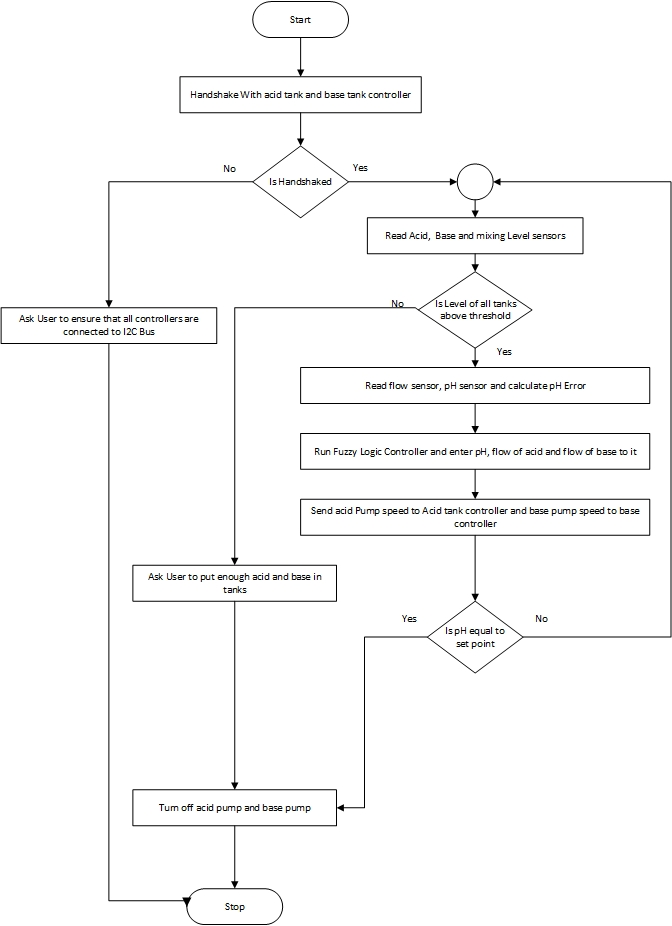 Start
Handshake With acid tank and base tank controller
Is Handshaked
No
Yes
Read Acid, Base and mixing Level sensors
Is Level of all tanks
above threshold
No
Yes
Ask User to ensure that all controllers are
connected to I2C Bus
Read flow sensor, pH sensor and calculate pH Error
Run Fuzzy Logic Controller and enter pH, flow of acid and flow of base to it
Send acid Pump speed to Acid tank controller and base pump speed to base
controller
Ask User to put enough acid and base in
tanks
Is pH equal to
set point
Yes
No
Turn off acid pump and base pump
Stop